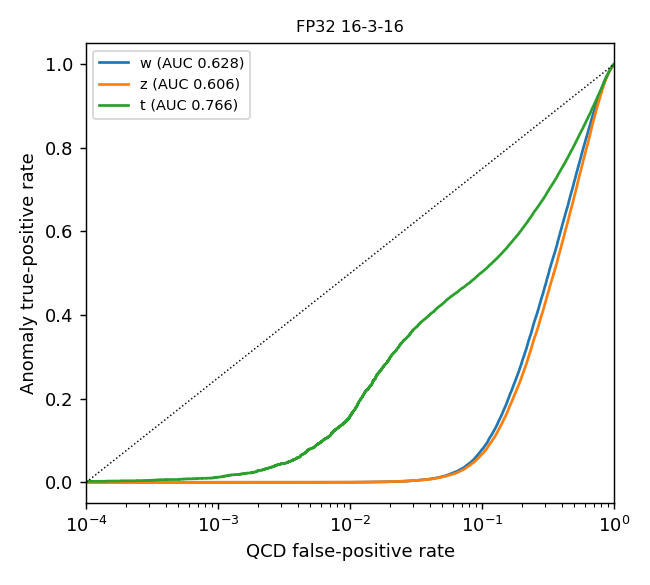 FP32 16-3-16
w (AUC 0.628)
z (AUC 0.606)
t (AUC 0.766)
Anomaly true-positive rate
1.0
0.8
0.6
0.4
0.2
0.0
10⁻⁴ 10⁻³ 10⁻² 10⁻¹ 10⁰
QCD false-positive rate